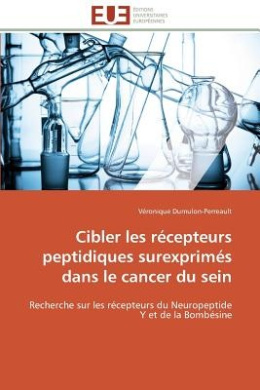 EUE
ÉDITIONS
UNIVERSITAIRES
EUROPÉENNES
Véronique Dumulon-Perreault
Cibler les récepteurs
peptidiques surexprimés
dans le cancer du sein
Recherche sur les récepteurs du Neuropeptide
Y et de la Bombésine